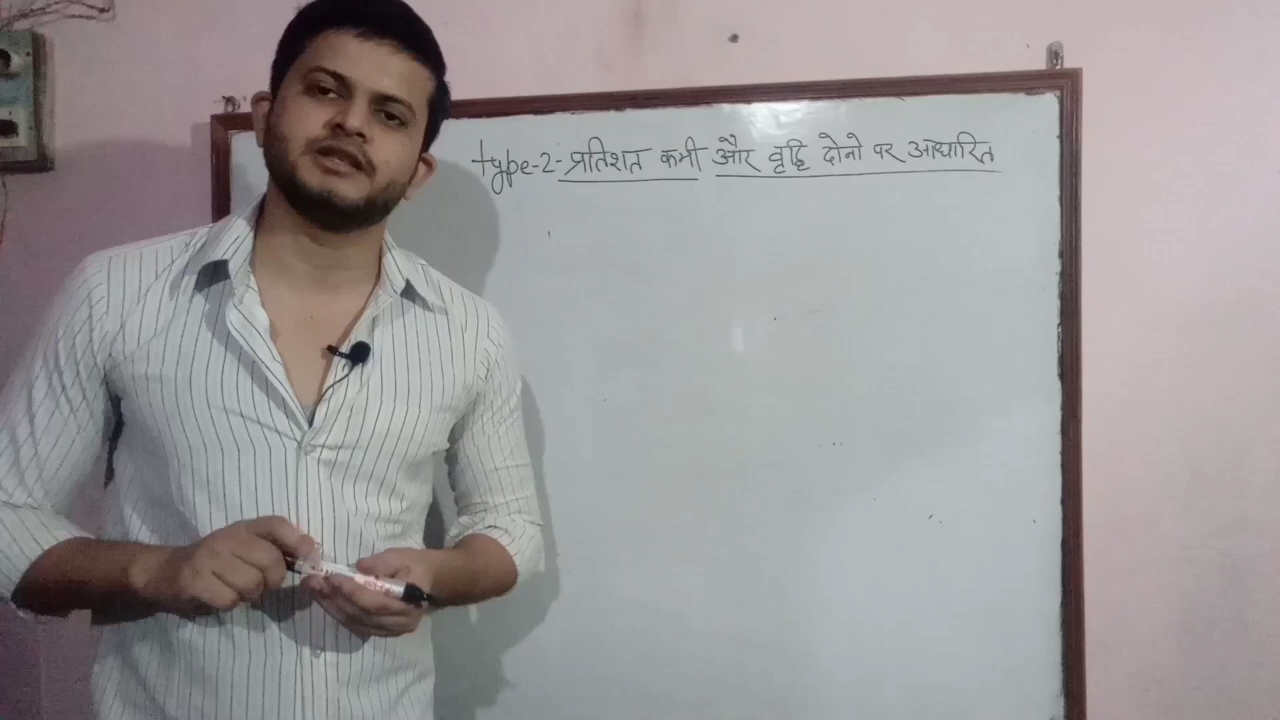 type-2- प्रतिशत कमी और वृद्धि दोनो पर आधारित